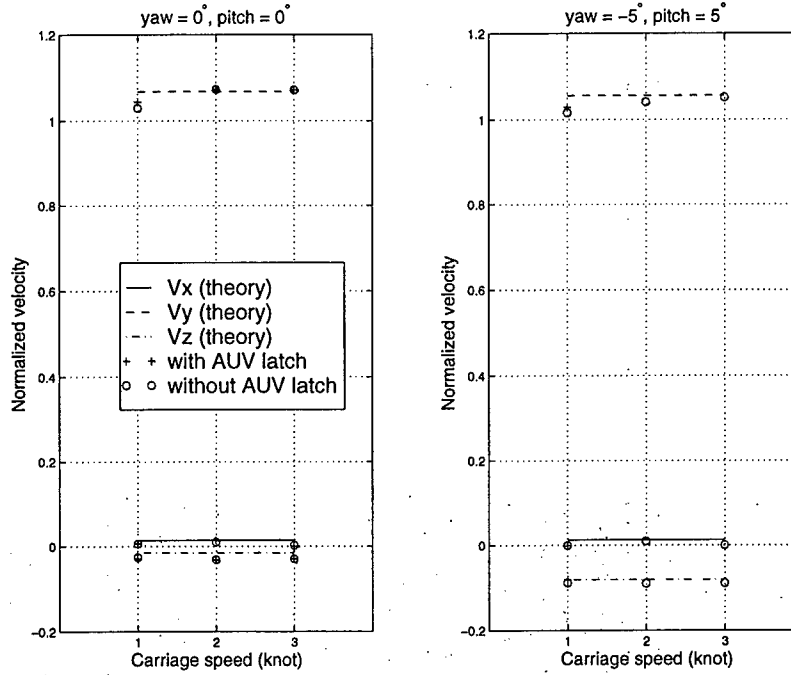 yaw = 0°, pitch = 0°
1.2
1
0.8
0.6
0.4
0.2
0
−0.2
Normalized velocity
Vx (theory)
Vy (theory)
Vz (theory)
+ + with AUV latch
o o without AUV latch
1 2 3
Carriage speed (knot)
yaw = −5°, pitch = 5°
1.2
1
0.8
0.6
0.4
0.2
0
−0.2
Normalized velocity
1 2 3
Carriage speed (knot)